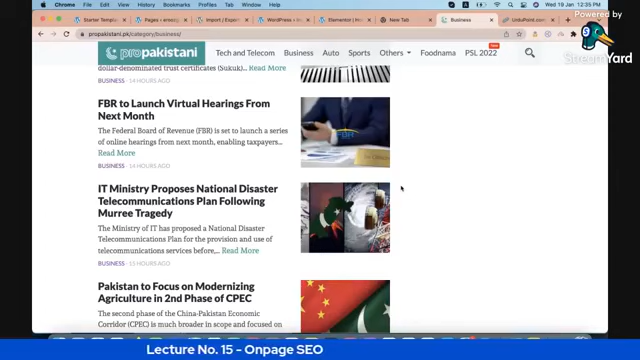 Chrome File Edit View History Bookmarks Profiles Tab Window Help
Wed 19 Jan 12:35 PM
Starter Templ
Pages
Import / Expor
WordPress
Elementor
New Tab
Business
UrduPoint.com
propakistani.pk/category/business/
Powered by
StreamYard
propakistani
Tech and Telecom Business Auto Sports Others Foodnama PSL 2022
New
dollar-denominated trust certificates (Sukuk)... Read More
BUSINESS · 14 HOURS AGO
FBR to Launch Virtual Hearings From
Next Month
The Federal Board of Revenue (FBR) is set to launch a series
of online hearings from next month, enabling taxpayers...
Read More
BUSINESS · 14 HOURS AGO
FBR
IT Ministry Proposes National Disaster
Telecommunications Plan Following
Murree Tragedy
The Ministry of IT has proposed a National Disaster
Telecommunications Plan for the provision and use of
telecommunications services before,... Read More
BUSINESS · 15 HOURS AGO
Pakistan to Focus on Modernizing
Agriculture in 2nd Phase of CPEC
The second phase of the China-Pakistan Economic
Corridor (CPEC) is much broader in scope and focused on
Lecture No. 15 - Onpage SEO